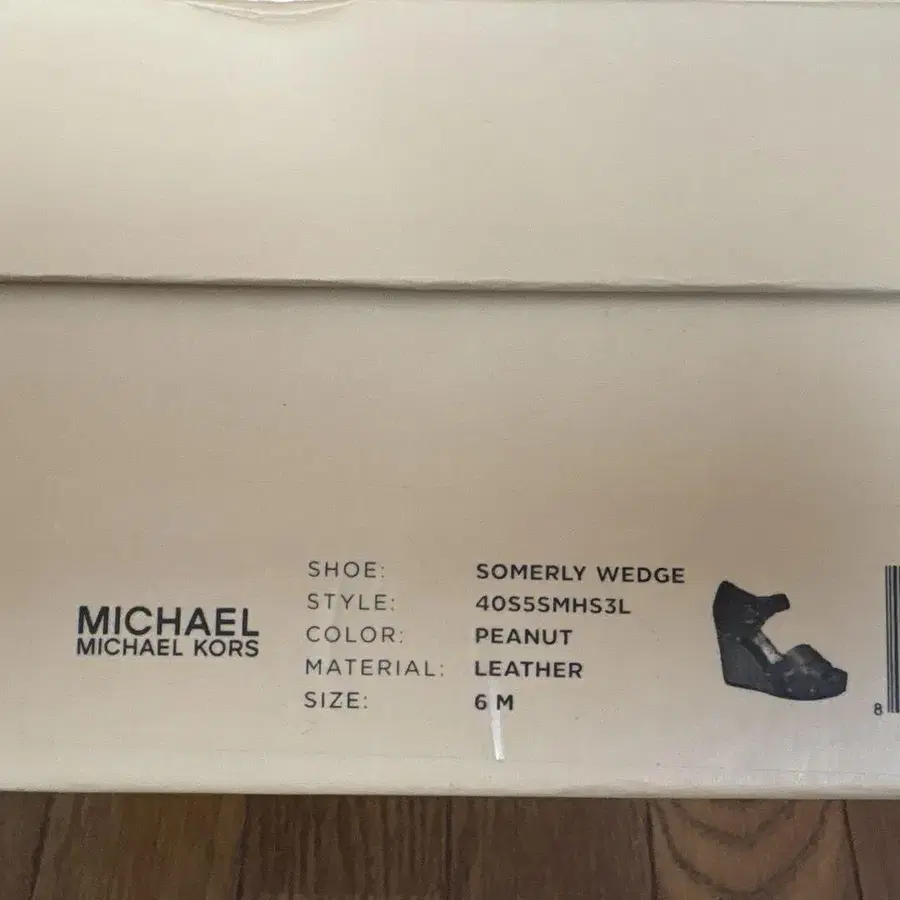 MICHAEL
MICHAEL KORS
SHOE: SOMERLY WEDGE
STYLE: 40S5SMHS3L
COLOR: PEANUT
MATERIAL: LEATHER
SIZE: 6 M
8